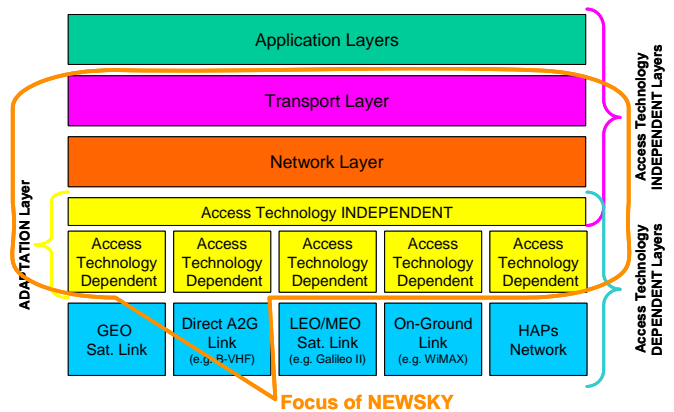 Application Layers
Transport Layer
Network Layer
Access Technology INDEPENDENT
Access
Technology
Dependent
Access
Technology
Dependent
Access
Technology
Dependent
Access
Technology
Dependent
Access
Technology
Dependent
GEO
Sat. Link
Direct A2G
Link
(e.g. B-VHF)
LEO/MEO
Sat. Link
(e.g. Galileo II)
On-Ground
Link
(e.g. WiMAX)
HAPs
Network
ADAPTATION Layer
Access Technology
INDEPENDENT Layers
Access Technology
DEPENDENT Layers
Focus of NEWSKY